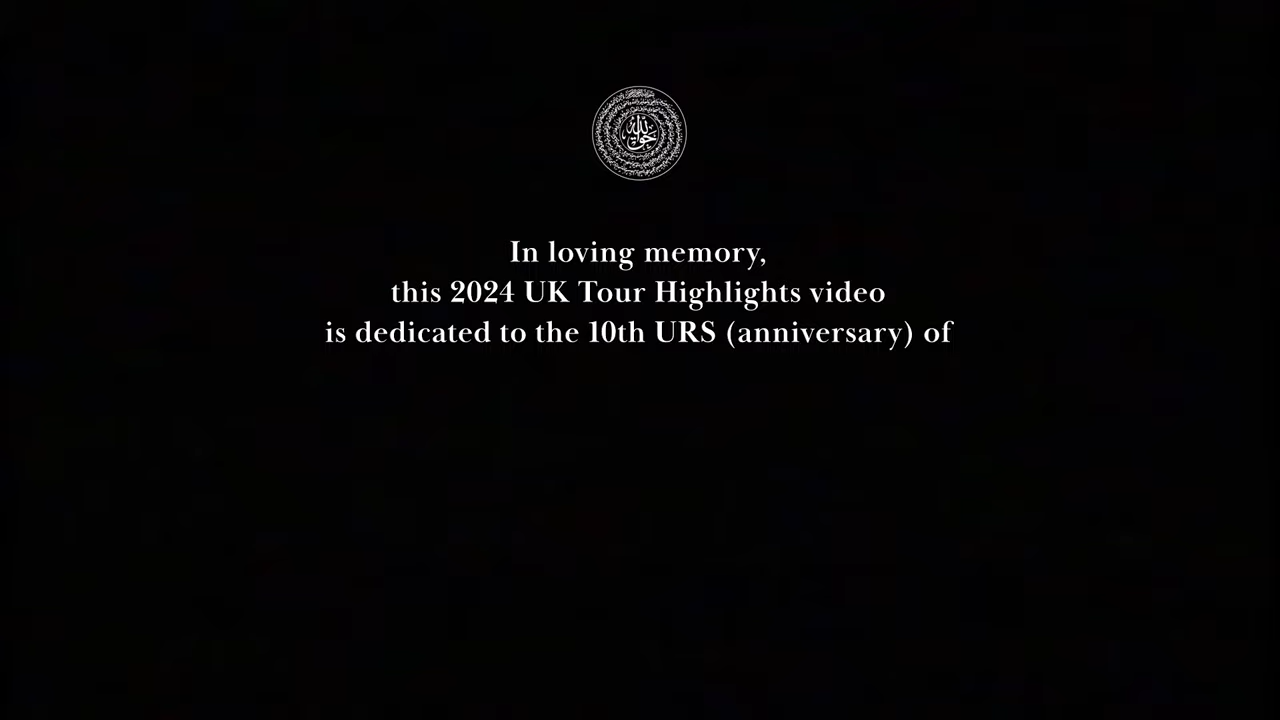 In loving memory,
this 2024 UK Tour Highlights video
is dedicated to the 10th URS (anniversary) of